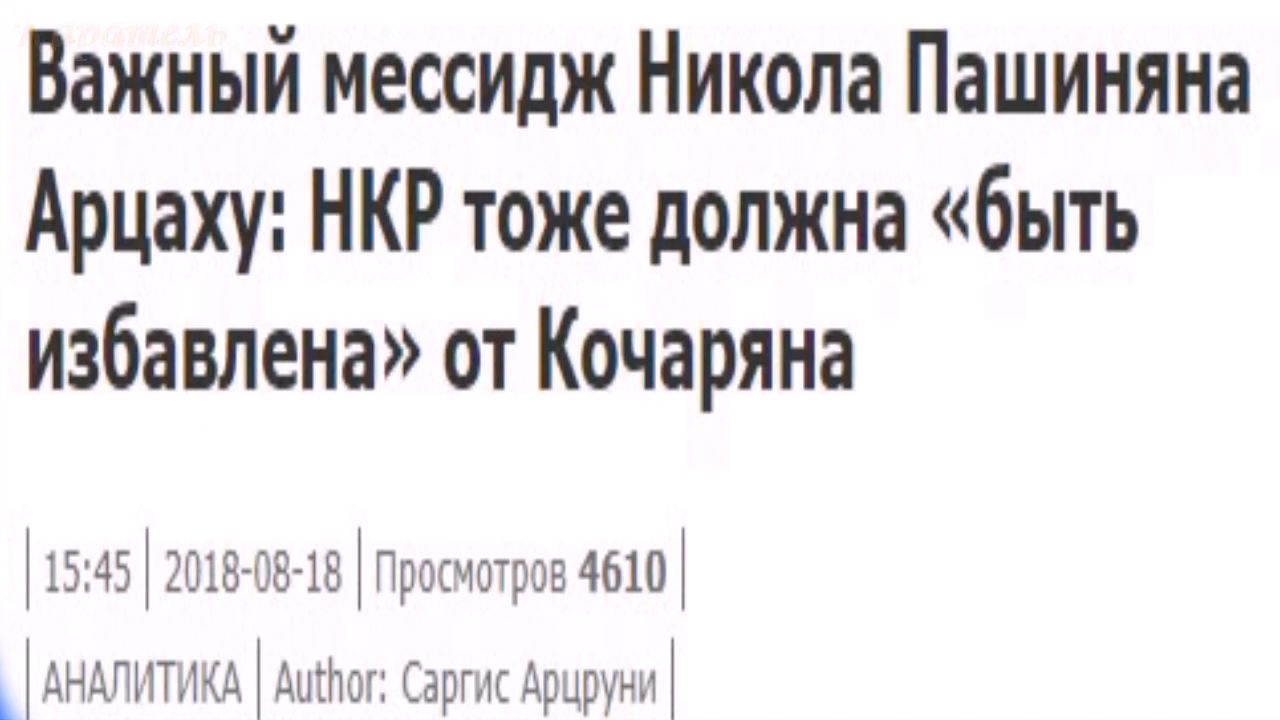 каратель
Важный мессидж Никола Пашиняна
Арцаху: НКР тоже должна «быть
избавлена» от Кочаряна
15:45 | 2018-08-18 | Просмотров 4610
АНАЛИТИКА | Author: Саргис Арцруни